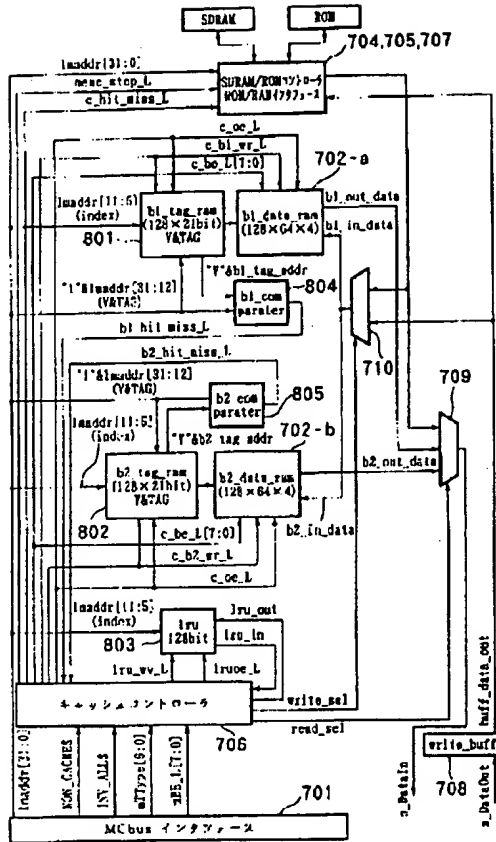 SDRAM
ROM
704,705,707
lmaddr[31:0]
c_hit_miss_L
SDRAM/ROMコントローラ
ROM/RAMインタフェース
c_oe_L
c_b1_wr_L
c_be_L[7:0]
702-a
lmaddr[11:5]
(index)
801
b1_tag_ram
(128×21bit)
V&TAG
b1_data_ram
(128×64×4)
b1_out_data
b1_in_data
"1"&lmaddr[31:12]
(V&TAG)
"V"&b1_tag_addr
804
b1_com
parater
b1_hit_miss_L
710
b2_hit_miss_L
"1"&lmaddr[31:12]
(V&TAG)
b2_com
parater
805
709
lmaddr[11:5]
(index)
"V"&b2_tag_addr
702-b
b2_tag_ram
(128×21bit)
V&TAG
802
b2_data_ram
(128×64×4)
b2_out_data
b2_in_data
c_be_L[7:0]
c_b2_wr_L
c_oe_L
lmaddr[11:5]
(index)
803
lru
128bit
lru_out
lru_in
lru_wv_L
lruoe_L
キャッシュコントローラ
706
write_sel
read_sel
buff_data_out
lmaddr[31:0]
NON_CACHES
INV_ALLS
mTType[6:0]
mBE_L[7:0]
write_buff
708
m_DataIn
m_DataOut
701
MCbus インタフェース